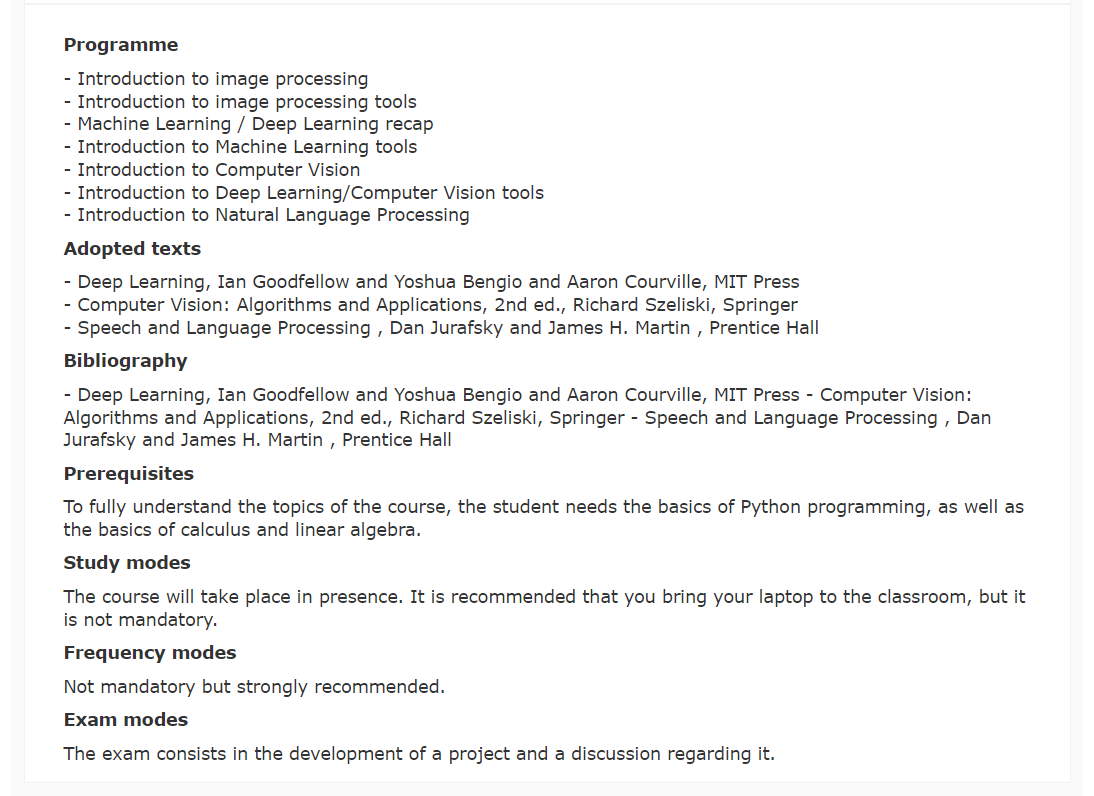 Programme
- Introduction to image processing
- Introduction to image processing tools
- Machine Learning / Deep Learning recap
- Introduction to Machine Learning tools
- Introduction to Computer Vision
- Introduction to Deep Learning/Computer Vision tools
- Introduction to Natural Language Processing
Adopted texts
- Deep Learning, Ian Goodfellow and Yoshua Bengio and Aaron Courville, MIT Press
- Computer Vision: Algorithms and Applications, 2nd ed., Richard Szeliski, Springer
- Speech and Language Processing , Dan Jurafsky and James H. Martin , Prentice Hall
Bibliography
- Deep Learning, Ian Goodfellow and Yoshua Bengio and Aaron Courville, MIT Press - Computer Vision:
Algorithms and Applications, 2nd ed., Richard Szeliski, Springer - Speech and Language Processing , Dan
Jurafsky and James H. Martin , Prentice Hall
Prerequisites
To fully understand the topics of the course, the student needs the basics of Python programming, as well as
the basics of calculus and linear algebra.
Study modes
The course will take place in presence. It is recommended that you bring your laptop to the classroom, but it
is not mandatory.
Frequency modes
Not mandatory but strongly recommended.
Exam modes
The exam consists in the development of a project and a discussion regarding it.